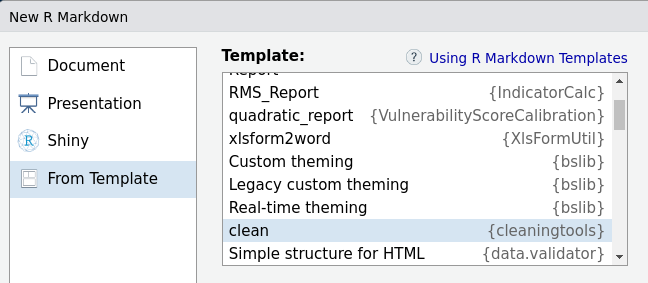 New R Markdown
Document
Presentation
Shiny
From Template
Template:
? Using R Markdown Templates
Report
RMS_Report {IndicatorCalc}
quadratic_report {VulnerabilityScoreCalibration}
xlsform2word {XlsFormUtil}
Custom theming {bslib}
Legacy custom theming {bslib}
Real-time theming {bslib}
clean {cleaningtools}
Simple structure for HTML {data.validator}